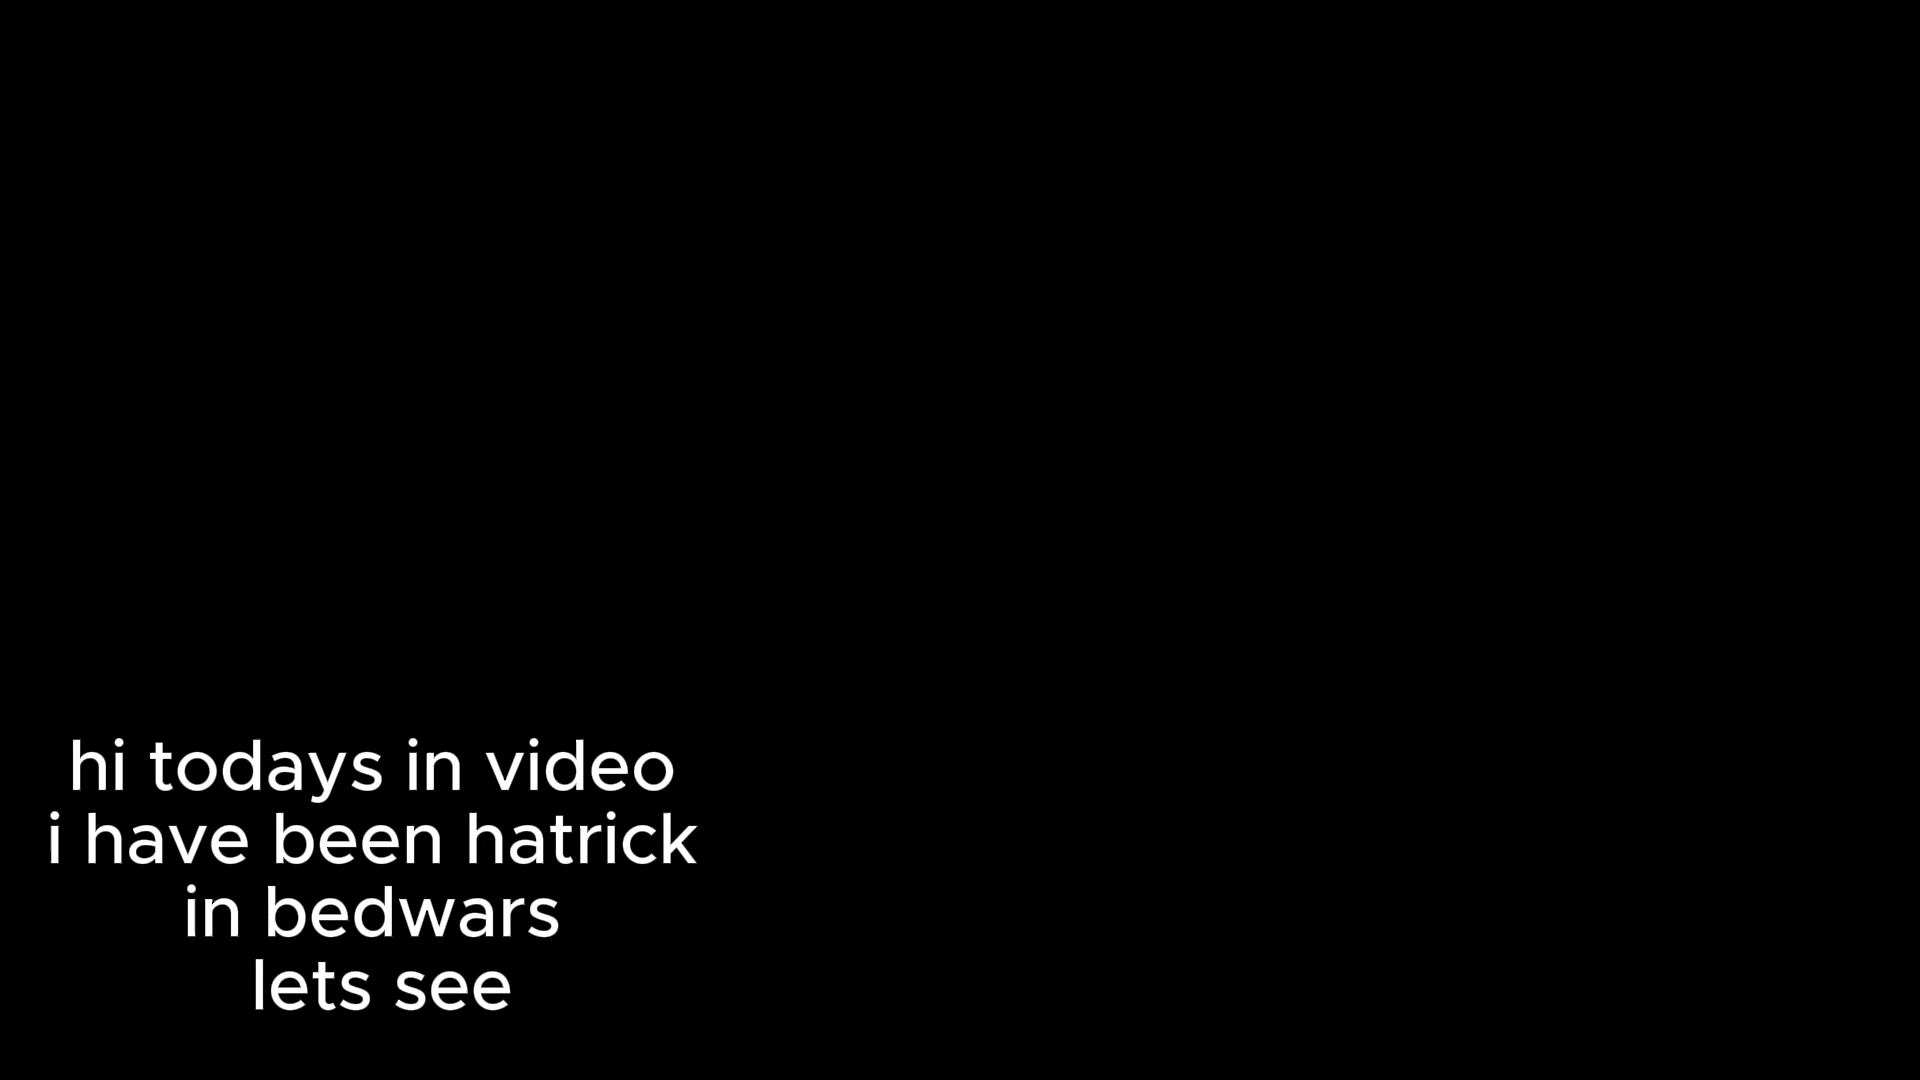 hi todays in video
i have been hatrick
in bedwars
lets see